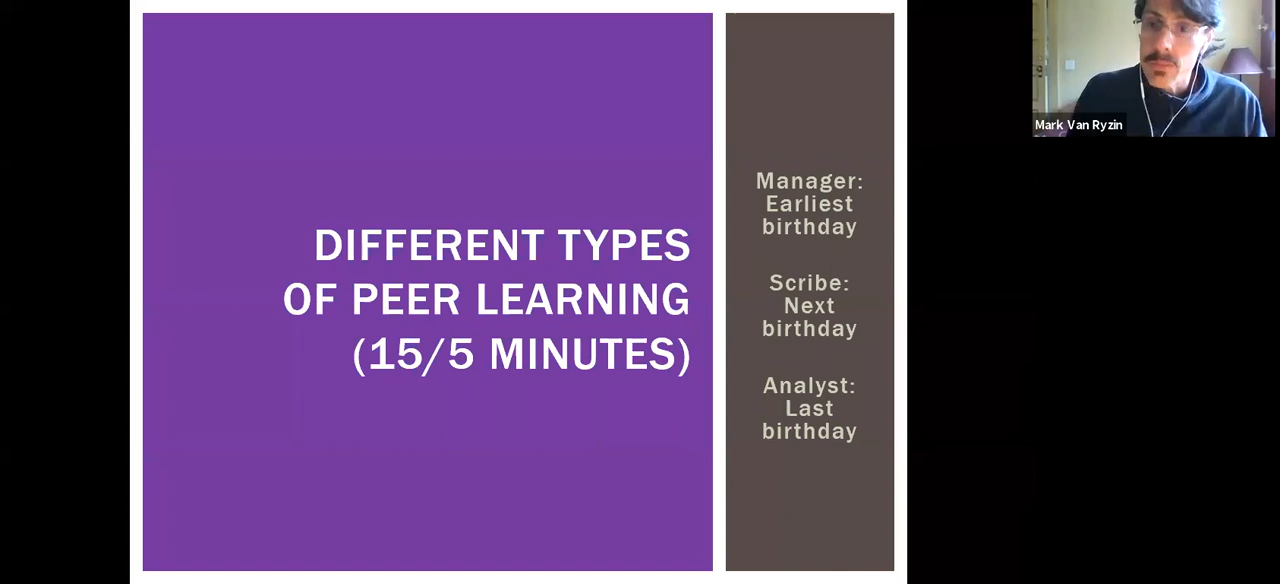 DIFFERENT TYPES
OF PEER LEARNING
(15/5 MINUTES)
Manager:
Earliest
birthday
Scribe:
Next
birthday
Analyst:
Last
birthday
Mark Van Ryzin